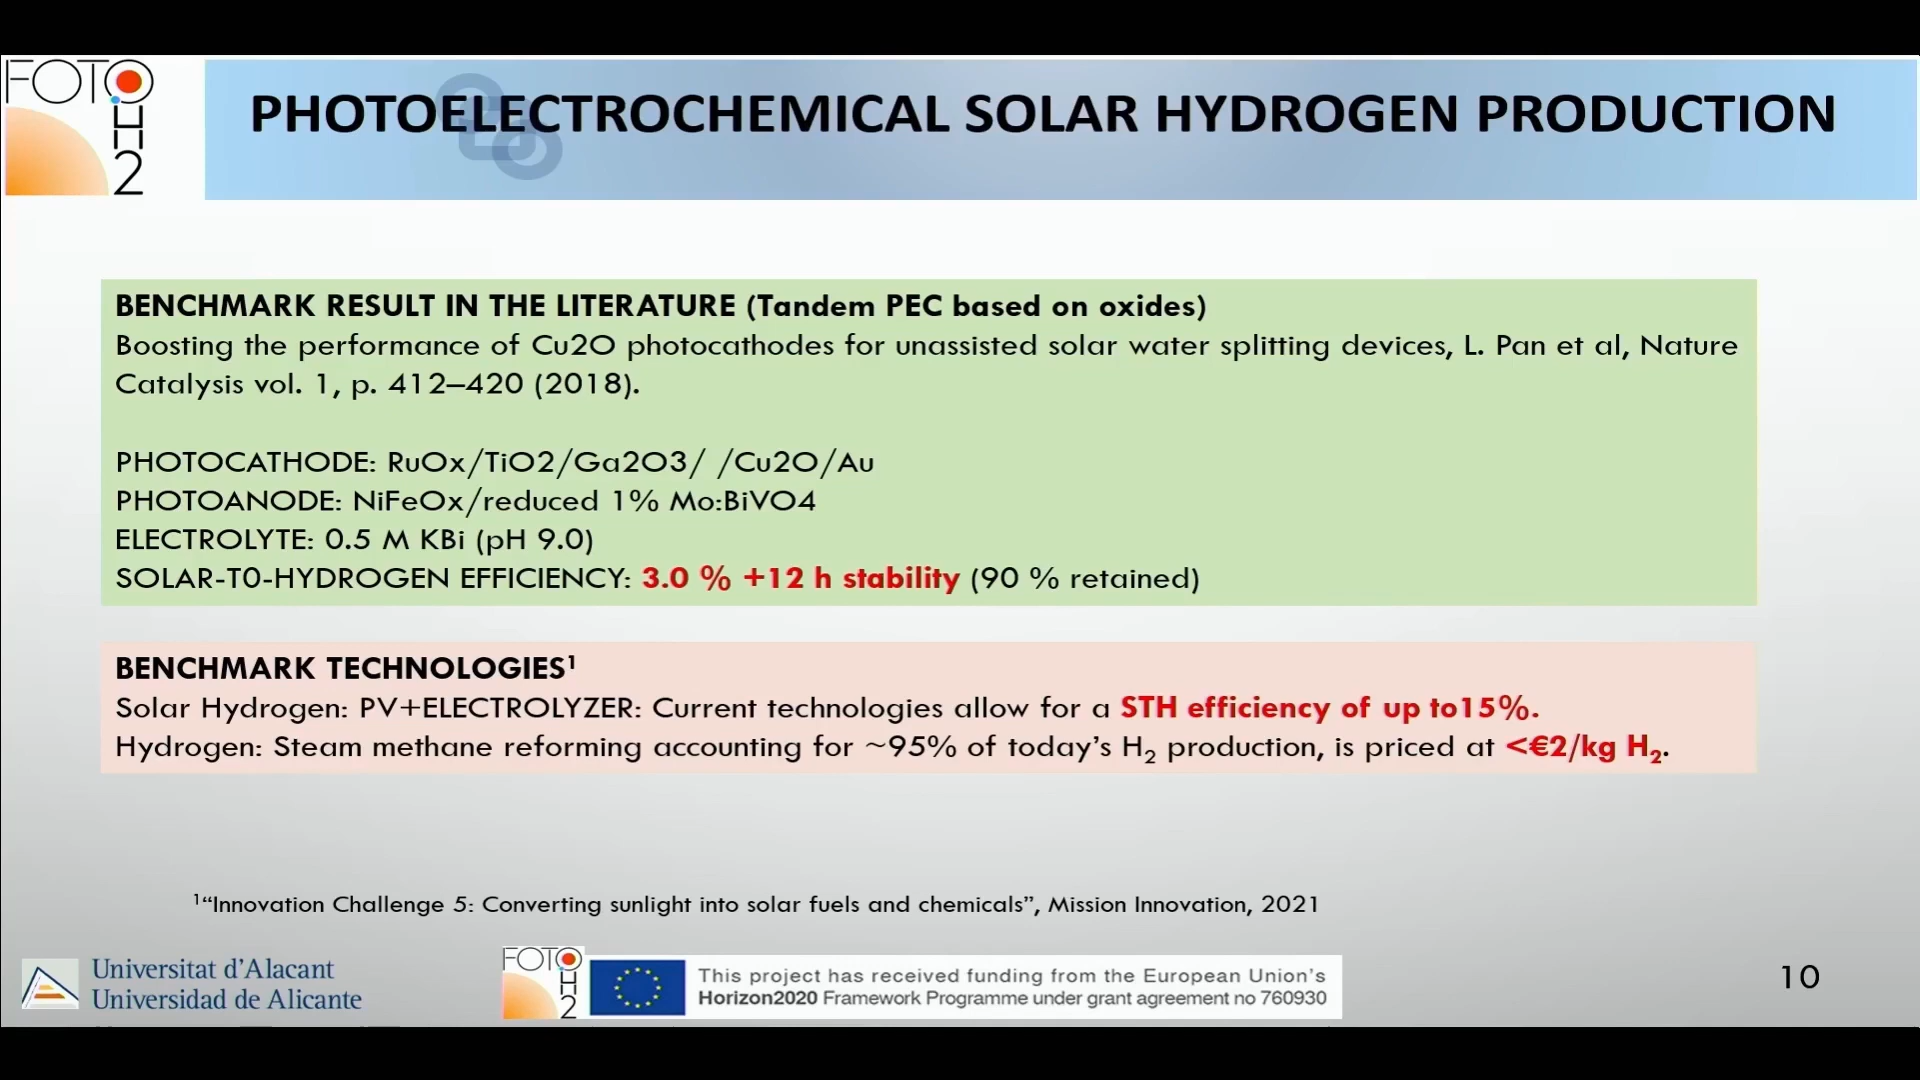 FOTO
H
2
PHOTOELECTROCHEMICAL SOLAR HYDROGEN PRODUCTION
BENCHMARK RESULT IN THE LITERATURE (Tandem PEC based on oxides)
Boosting the performance of Cu2O photocathodes for unassisted solar water splitting devices, L. Pan et al, Nature
Catalysis vol. 1, p. 412–420 (2018).
PHOTOCATHODE: RuOx/TiO2/Ga2O3/ /Cu2O/Au
PHOTOANODE: NiFeOx/reduced 1% Mo:BiVO4
ELECTROLYTE: 0.5 M KBi (pH 9.0)
SOLAR-T0-HYDROGEN EFFICIENCY: 3.0 % +12 h stability (90 % retained)
BENCHMARK TECHNOLOGIES¹
Solar Hydrogen: PV+ELECTROLYZER: Current technologies allow for a STH efficiency of up to15%.
Hydrogen: Steam methane reforming accounting for ~95% of today’s H₂ production, is priced at <€2/kg H₂.
¹“Innovation Challenge 5: Converting sunlight into solar fuels and chemicals”, Mission Innovation, 2021
Universitat d’Alacant
Universidad de Alicante
FOTO
H
2
This project has received funding from the European Union’s
Horizon2020 Framework Programme under grant agreement no 760930
10